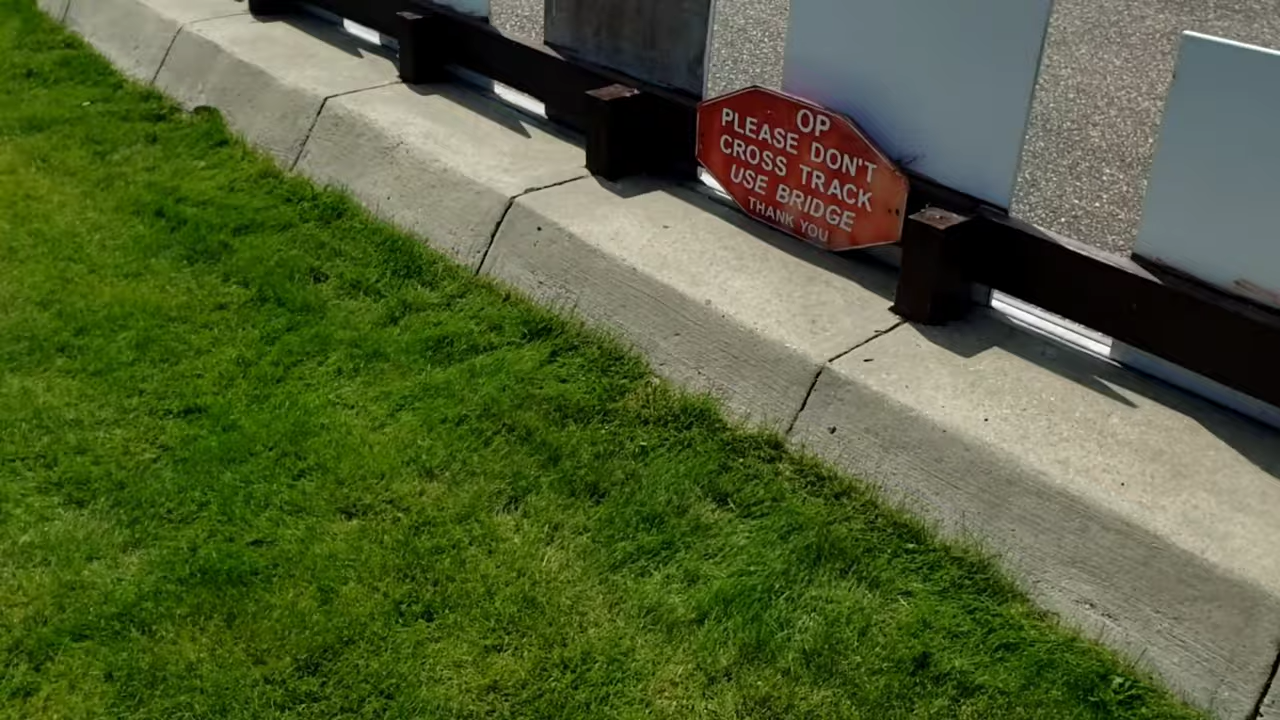 OP
PLEASE DON'T
CROSS TRACK
USE BRIDGE
THANK YOU